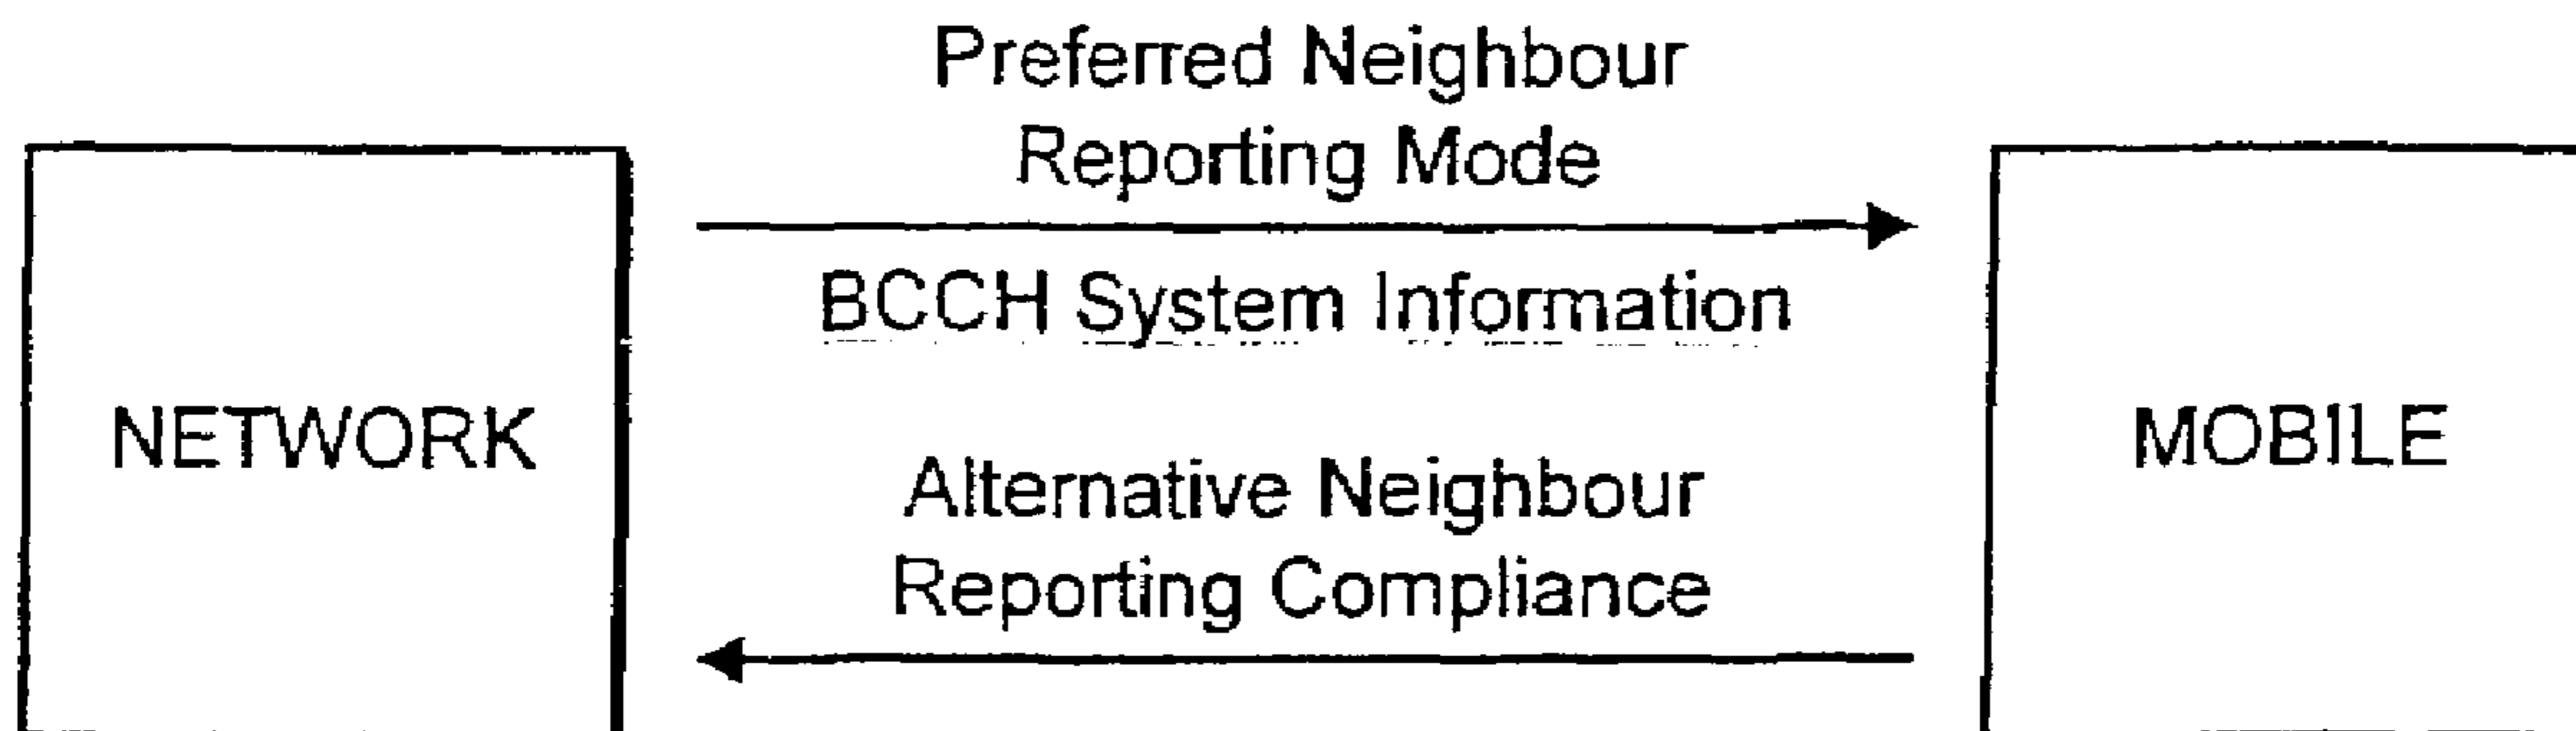 Preferred Neighbour
Reporting Mode
BCCH System Information
NETWORK
MOBILE
Alternative Neighbour
Reporting Compliance